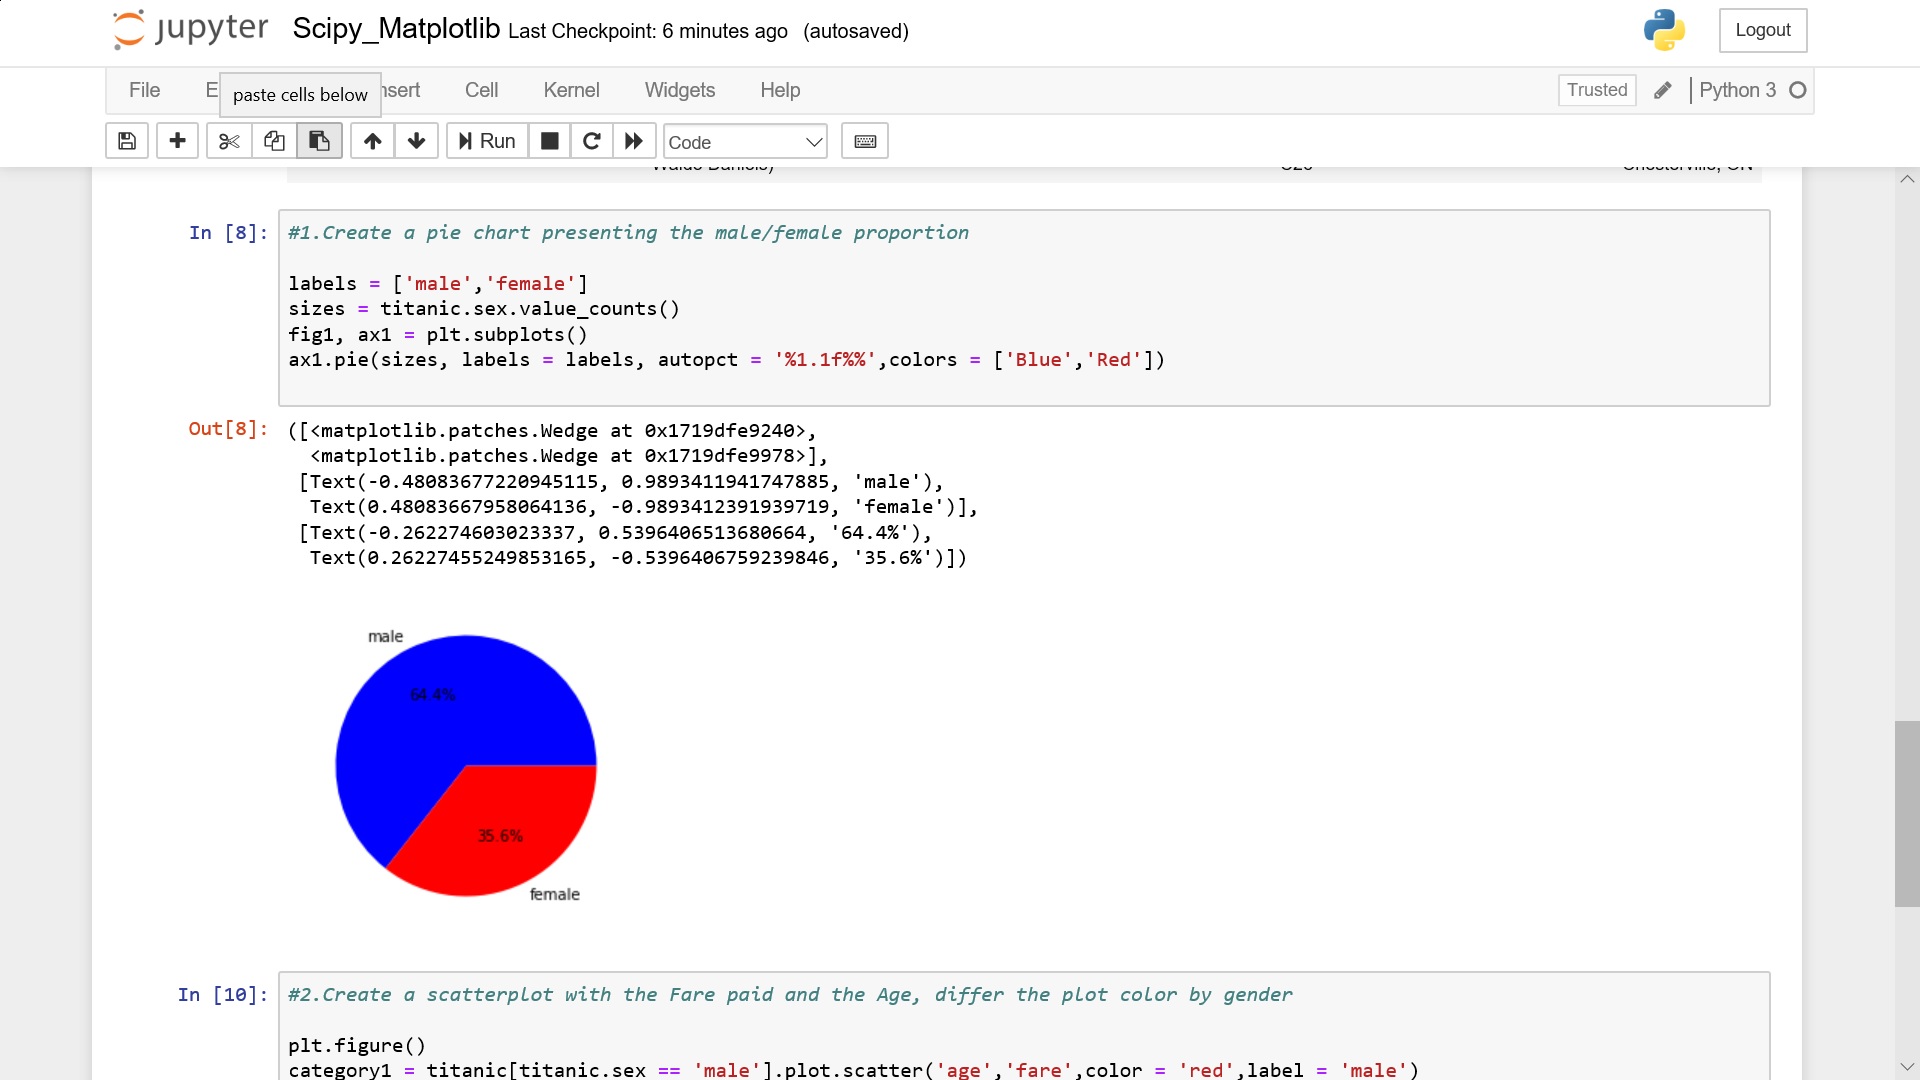 jupyter Scipy_Matplotlib Last Checkpoint: 6 minutes ago (autosaved)
Logout
File E paste cells below nsert Cell Kernel Widgets Help
Trusted Python 3
Run Code
In [8]: #1.Create a pie chart presenting the male/female proportion
labels = ['male','female']
sizes = titanic.sex.value_counts()
fig1, ax1 = plt.subplots()
ax1.pie(sizes, labels = labels, autopct = '%1.1f%%',colors = ['Blue','Red'])
Out[8]: ([<matplotlib.patches.Wedge at 0x1719dfe9240>,
<matplotlib.patches.Wedge at 0x1719dfe9978>],
[Text(-0.48083677220945115, 0.9893411941747885, 'male'),
Text(0.48083667958064136, -0.9893412391939719, 'female')],
[Text(-0.262274603023337, 0.5396406513680664, '64.4%'),
Text(0.26227455249853165, -0.5396406759239846, '35.6%')])
male
64.4%
35.6%
female
In [10]: #2.Create a scatterplot with the Fare paid and the Age, differ the plot color by gender
plt.figure()
category1 = titanic[titanic.sex == 'male'].plot.scatter('age','fare',color = 'red',label = 'male')